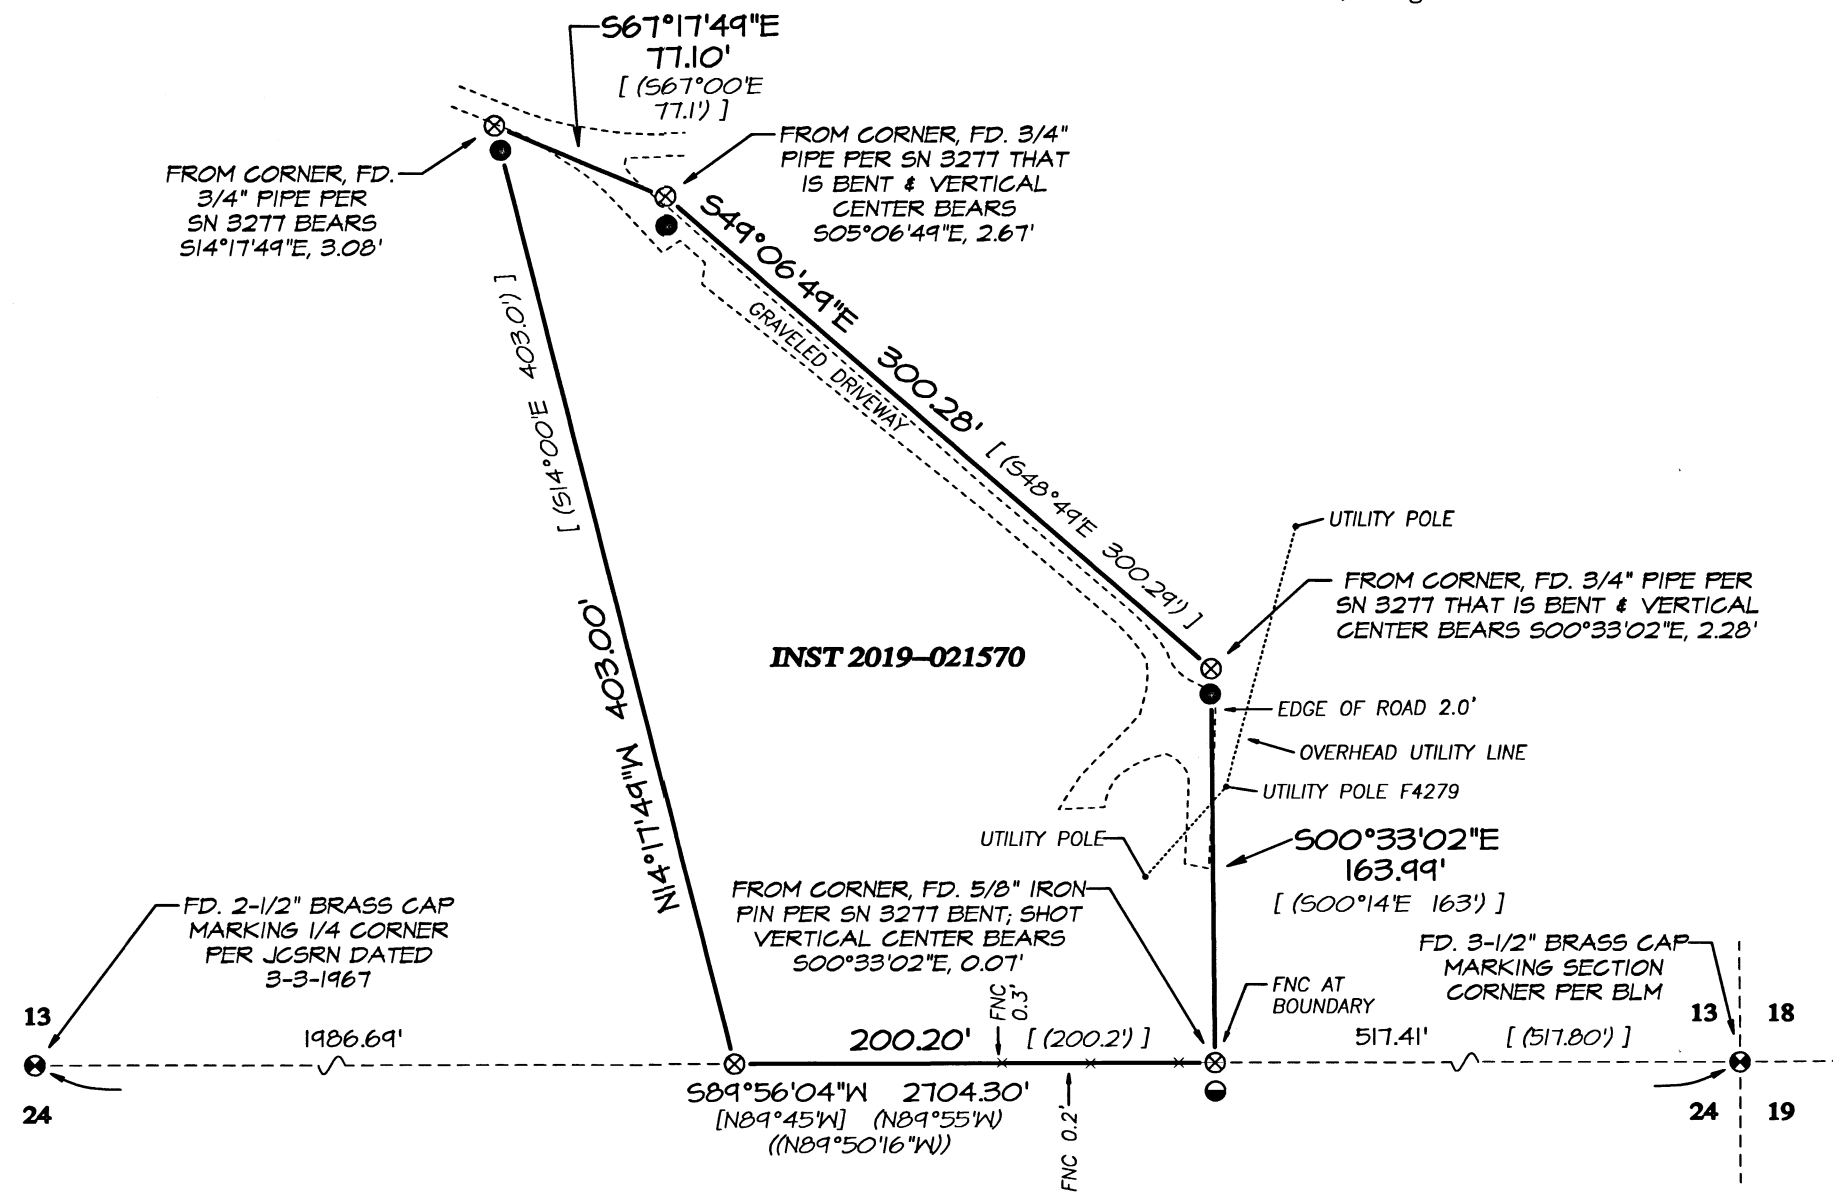 S67°17'49"E
77.10'
[ (S67°00'E
77.1') ]
FROM CORNER, FD.
3/4" PIPE PER
SN 3277 BEARS
S14°17'49"E, 3.08'
FROM CORNER, FD. 3/4"
PIPE PER SN 3277 THAT
IS BENT & VERTICAL
CENTER BEARS
S05°06'49"E, 2.67'
S49°06'49"E 300.28' [ (S48°49'E 300.29') ]
GRAVELED DRIVEWAY
[ (S14°00'E 403.0') ]
N14°17'49"W 403.00'
INST 2019–021570
UTILITY POLE
FROM CORNER, FD. 3/4" PIPE PER
SN 3277 THAT IS BENT & VERTICAL
CENTER BEARS S00°33'02"E, 2.28'
EDGE OF ROAD 2.0'
OVERHEAD UTILITY LINE
UTILITY POLE F4279
UTILITY POLE
S00°33'02"E
163.99'
[ (S00°14'E 163') ]
FROM CORNER, FD. 5/8" IRON
PIN PER SN 3277 BENT; SHOT
VERTICAL CENTER BEARS
S00°33'02"E, 0.07'
FD. 2-1/2" BRASS CAP
MARKING 1/4 CORNER
PER JCSRN DATED
3-3-1967
FD. 3-1/2" BRASS CAP
MARKING SECTION
CORNER PER BLM
FNC AT
BOUNDARY
FNC
0.3'
13
13 18
1986.69'
200.20' [ (200.2') ]
517.41' [ (517.80') ]
S89°56'04"W 2704.30'
[N89°45'W] (N89°55'W)
((N89°50'16"W))
FNC 0.2'
24
24 19